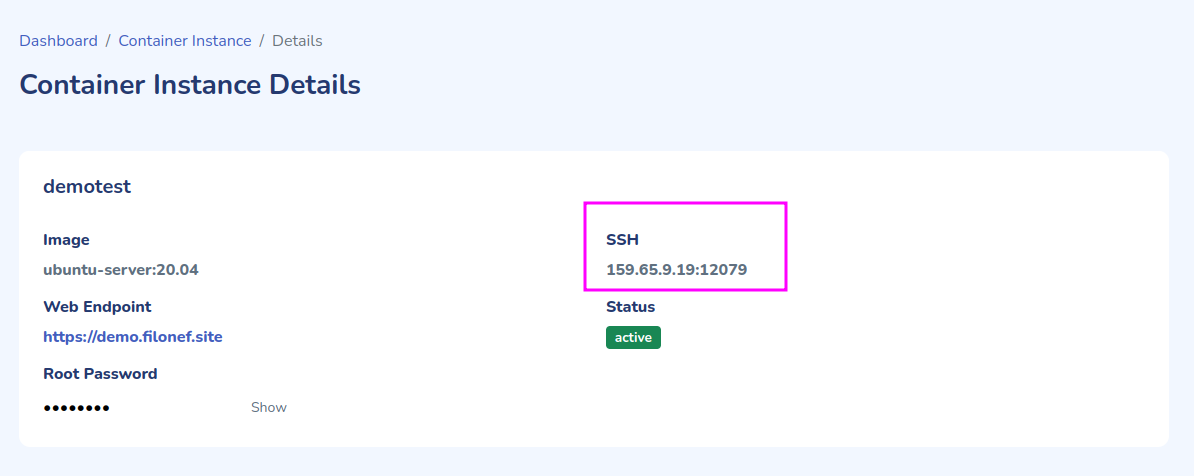 Dashboard / Container Instance / Details
Container Instance Details
demotest
Image
ubuntu-server:20.04
Web Endpoint
https://demo.filonef.site
Root Password
•••••••• Show
SSH
159.65.9.19:12079
Status
active